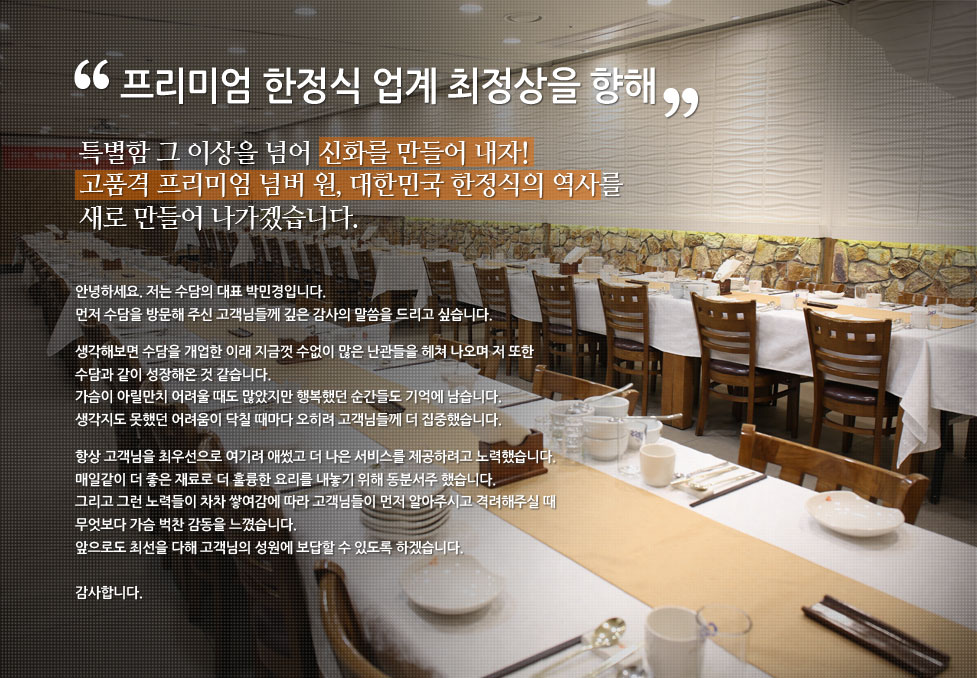 “ 프리미엄 한정식 업계 최정상을 향해 ”
특별함 그 이상을 넘어 신화를 만들어 내자!
고품격 프리미엄 넘버 원, 대한민국 한정식의 역사를
새로 만들어 나가겠습니다.
안녕하세요. 저는 수담의 대표 박민경입니다.
먼저 수담을 방문해 주신 고객님들께 깊은 감사의 말씀을 드리고 싶습니다.
생각해보면 수담을 개업한 이래 지금껏 수없이 많은 난관들을 헤쳐 나오며 저 또한
수담과 같이 성장해온 것 같습니다.
가슴이 아릴만치 어려울 때도 많았지만 행복했던 순간들도 기억에 남습니다.
생각지도 못했던 어려움이 닥칠 때마다 오히려 고객님들께 더 집중했습니다.
항상 고객님을 최우선으로 여기려 애썼고 더 나은 서비스를 제공하려고 노력했습니다.
매일같이 더 좋은 재료로 더 훌륭한 요리를 내놓기 위해 동분서주 했습니다.
그리고 그런 노력들이 차차 쌓여감에 따라 고객님들이 먼저 알아주시고 격려해주실 때
무엇보다 가슴 벅찬 감동을 느꼈습니다.
앞으로도 최선을 다해 고객님의 성원에 보답할 수 있도록 하겠습니다.
감사합니다.